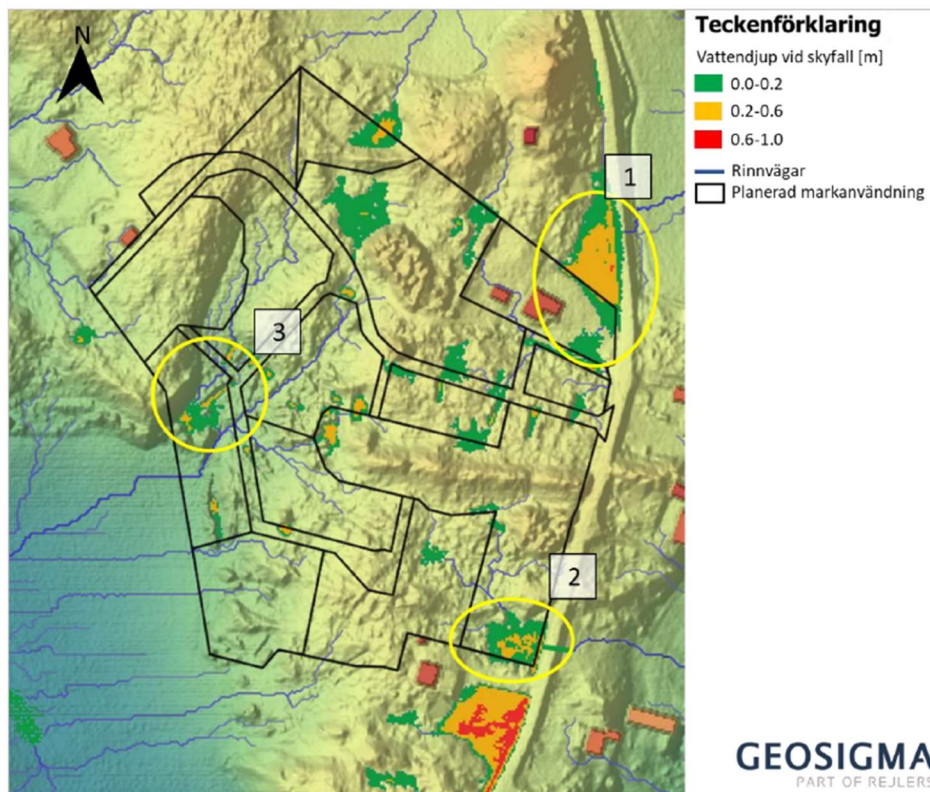 N
1
3
2
Teckenförklaring
Vattendjup vid skyfall [m]
0.0-0.2
0.2-0.6
0.6-1.0
Rinnvägar
Planerad markanvändning
GEOSIGMA
PART OF REJLERS